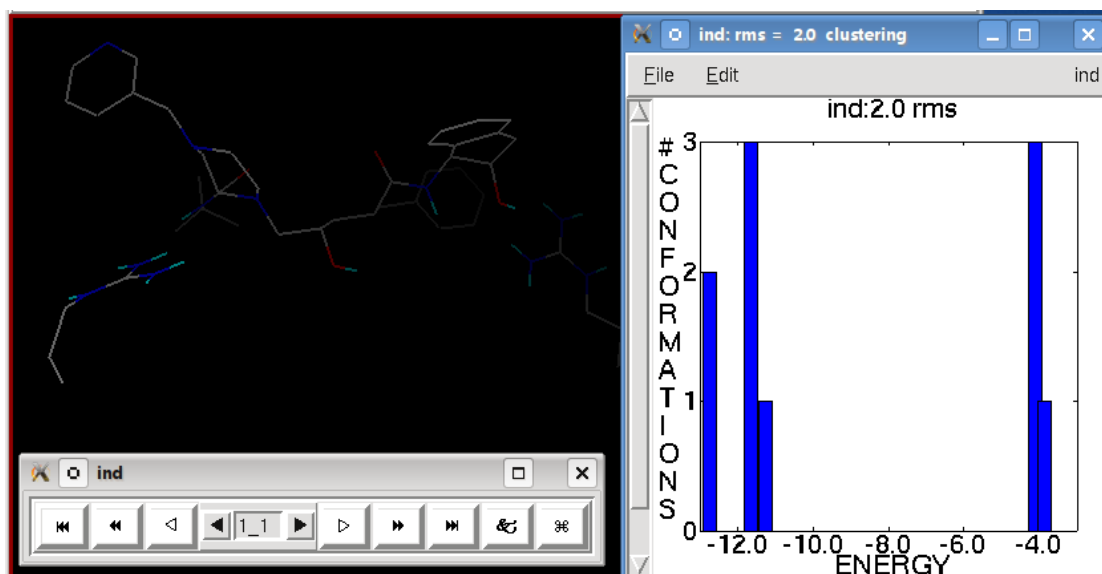 ind: rms = 2.0 clustering
File Edit ind
ind:2.0 rms
#CONFORMATIONS
3
2
1
0
-12.0 -10.0 -8.0 -6.0 -4.0
ENERGY
ind
1_1
&
⌘